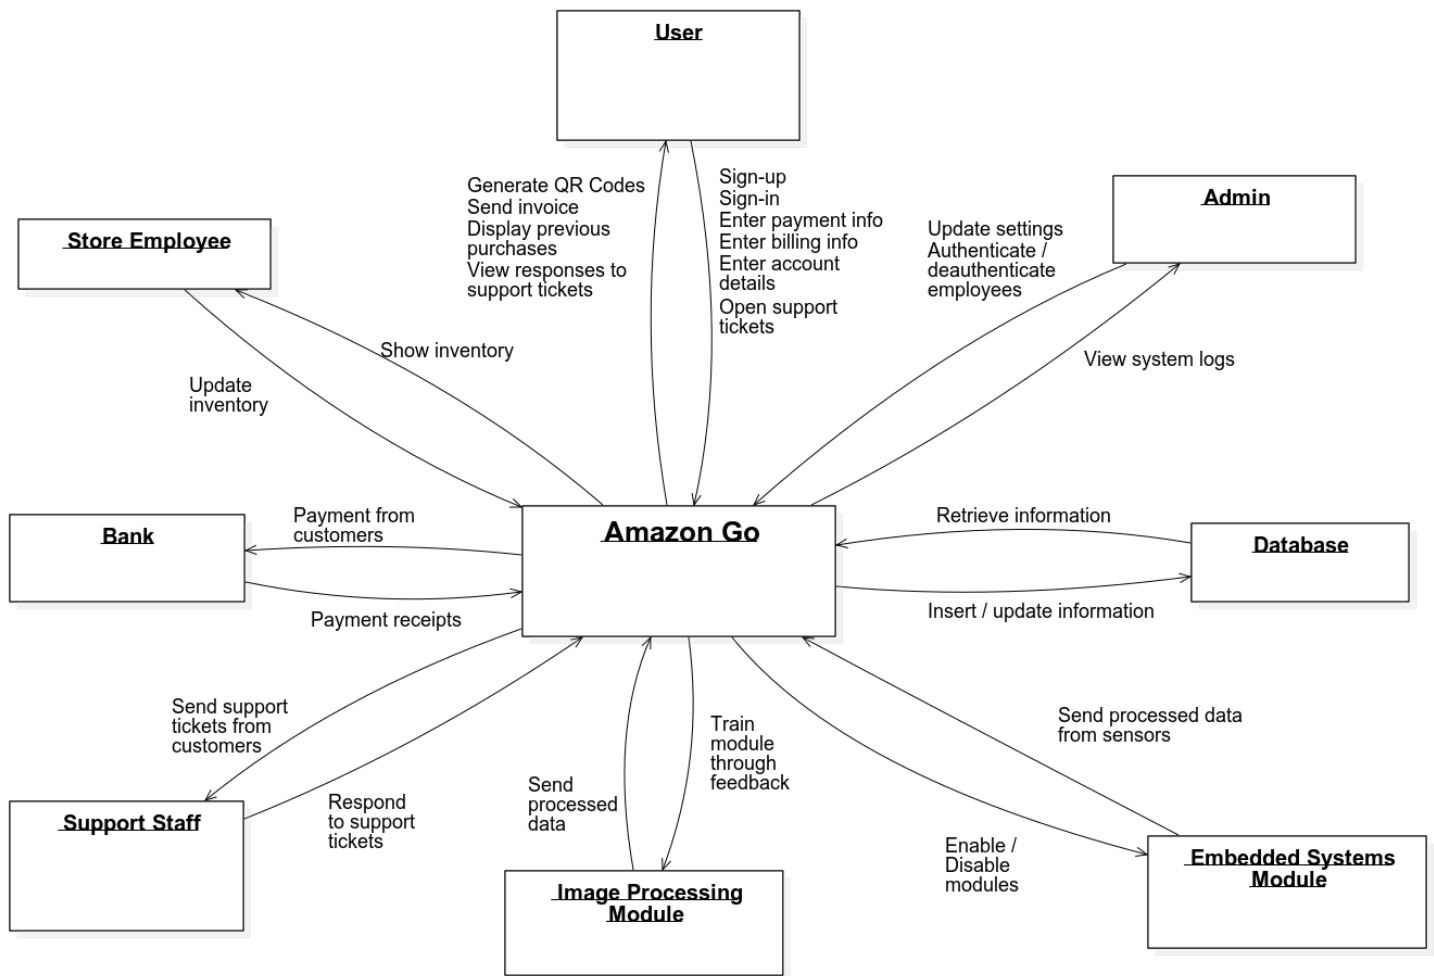 User
Generate QR Codes
Send invoice
Display previous
purchases
View responses to
support tickets
Sign-up
Sign-in
Enter payment info
Enter billing info
Enter account
details
Open support
tickets
Admin
Update settings
Authenticate /
deauthenticate
employees
View system logs
Store Employee
Show inventory
Update
inventory
Bank
Payment from
customers
Payment receipts
Amazon Go
Retrieve information
Database
Insert / update information
Send support
tickets from
customers
Support Staff
Respond
to support
tickets
Send
processed
data
Train
module
through
feedback
Image Processing
Module
Send processed data
from sensors
Enable /
Disable
modules
Embedded Systems
Module